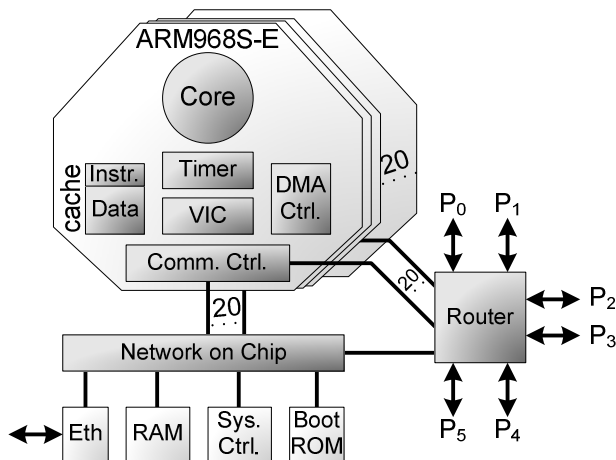 ARM968S-E
Core
20
cache
Instr.
Data
Timer
VIC
DMA
Ctrl.
Comm. Ctrl.
P0
P1
P2
P3
P5
P4
20
Router
20
Network on Chip
Eth
RAM
Sys.
Ctrl.
Boot
ROM